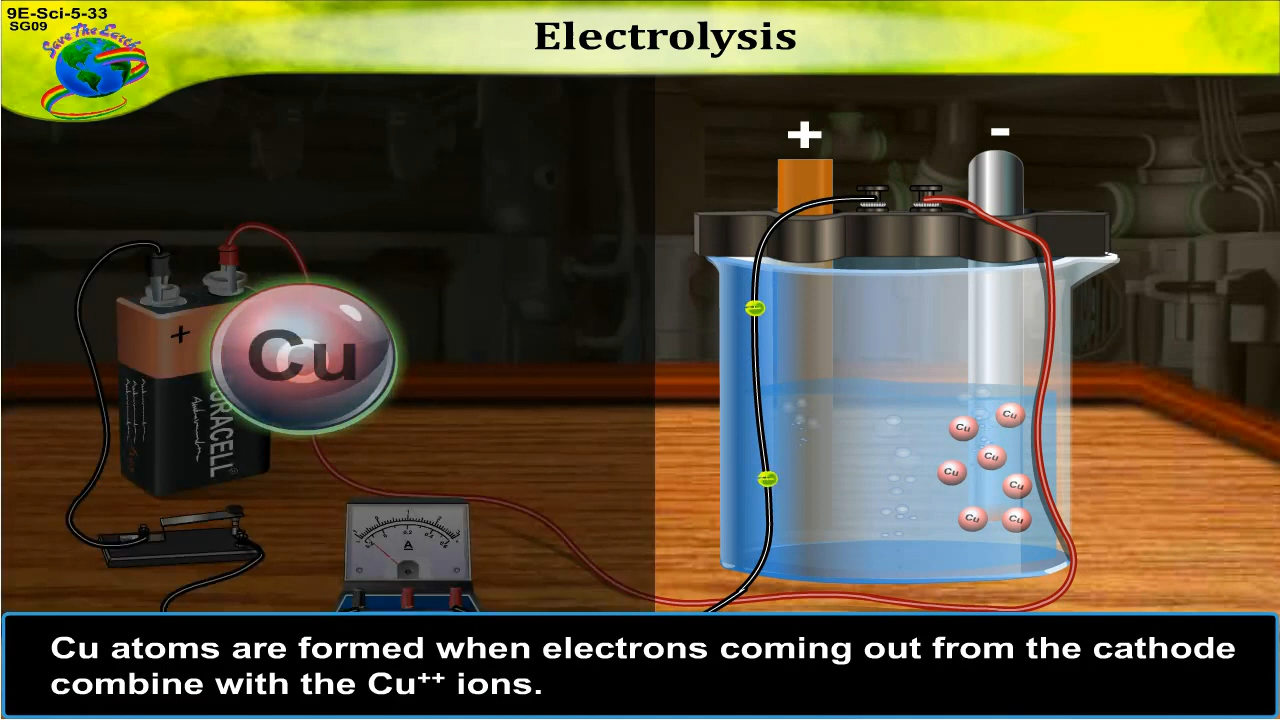 9E-Sci-5-33
SG09
Save The Earth
Electrolysis
+ -
+
Cu
URACELL
A
Cu
Cu
Cu
Cu
Cu
Cu
Cu
Cu atoms are formed when electrons coming out from the cathode
combine with the Cu⁺⁺ ions.